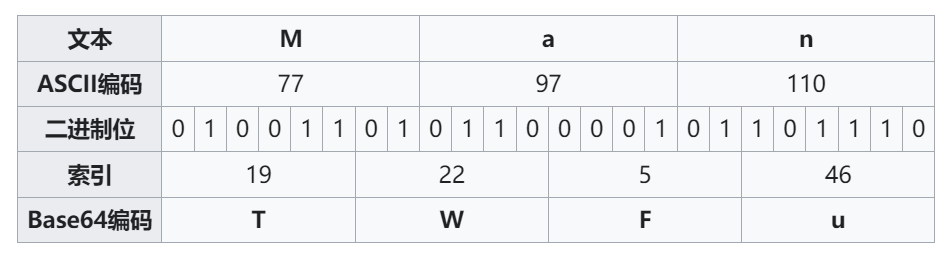 文本 M a n
ASCII编码 77 97 110
二进制位 0 1 0 0 1 1 0 1 0 1 1 0 0 0 0 1 0 1 1 0 1 1 1 0
索引 19 22 5 46
Base64编码 T W F u